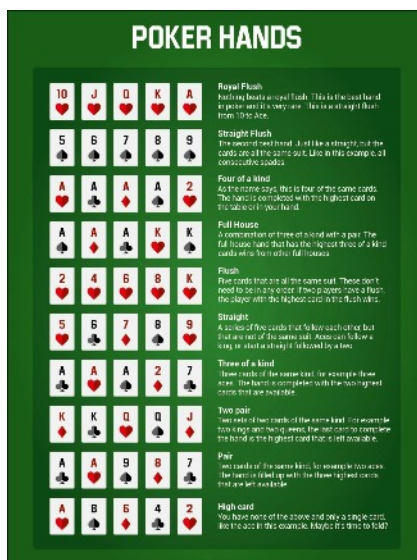 POKER HANDS
10 J Q K A
Royal Flush
Nothing beats a royal flush. This is the best hand
in poker and it's very rare. This is a straight flush
from 10 to Ace.
5 6 7 8 9
Straight Flush
The second best hand. Just like a straight, but the
cards are all the same suit. Like in this example, all
consecutive spades.
A A A A 2
Four of a kind
As the name says, this is four of the same cards.
The hand is completed with the highest card on
the table or in your hand.
A A A K K
Full House
A combination of three of a kind with a pair. The
full house hand that has the highest three of a kind
cards wins from other full houses.
2 4 6 8 K
Flush
Five cards that are all the same suit. These don't
need to be in any order. If two players have a flush,
the player with the highest card in the flush wins.
5 6 7 8 9
Straight
A series of five cards that follow each other, but
that are not of the same suit. Aces can follow a
king, or start a straight followed by a two.
A A A 2 7
Three of a kind
Three cards of the same kind, for example three
aces. The hand is completed with the two highest
cards that are available.
K K Q Q J
Two pair
Two sets of two cards of the same kind. For example
two kings and two queens, the last card to complete
the hand is the highest card that is left available.
A A 9 8 7
Pair
Two cards of the same kind, for example two aces.
The hand is filled up with the three highest cards
that are left available.
A 6 4 2
High card
You have none of the above and only a single card,
like the ace in this example. Maybe it's time to fold?